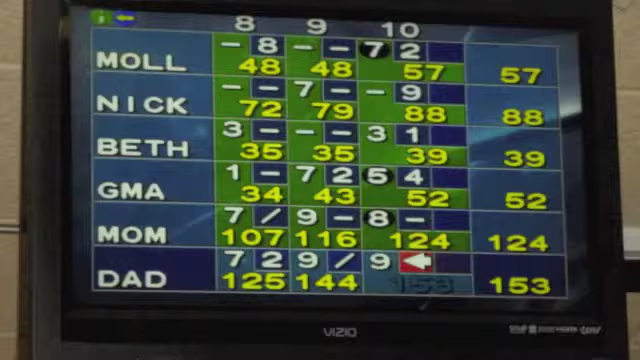 8 9 10
MOLL - 8 - - 7 2
48 48 57 57
NICK - - 7 - - 9
72 79 88 88
BETH 3 - - - 3 1
35 35 39 39
GMA 1 - 7 2 5 4
34 43 52 52
MOM 7 / 9 - 8 -
107 116 124 124
DAD 7 2 9 / 9
125 144 153 153
VIZIO